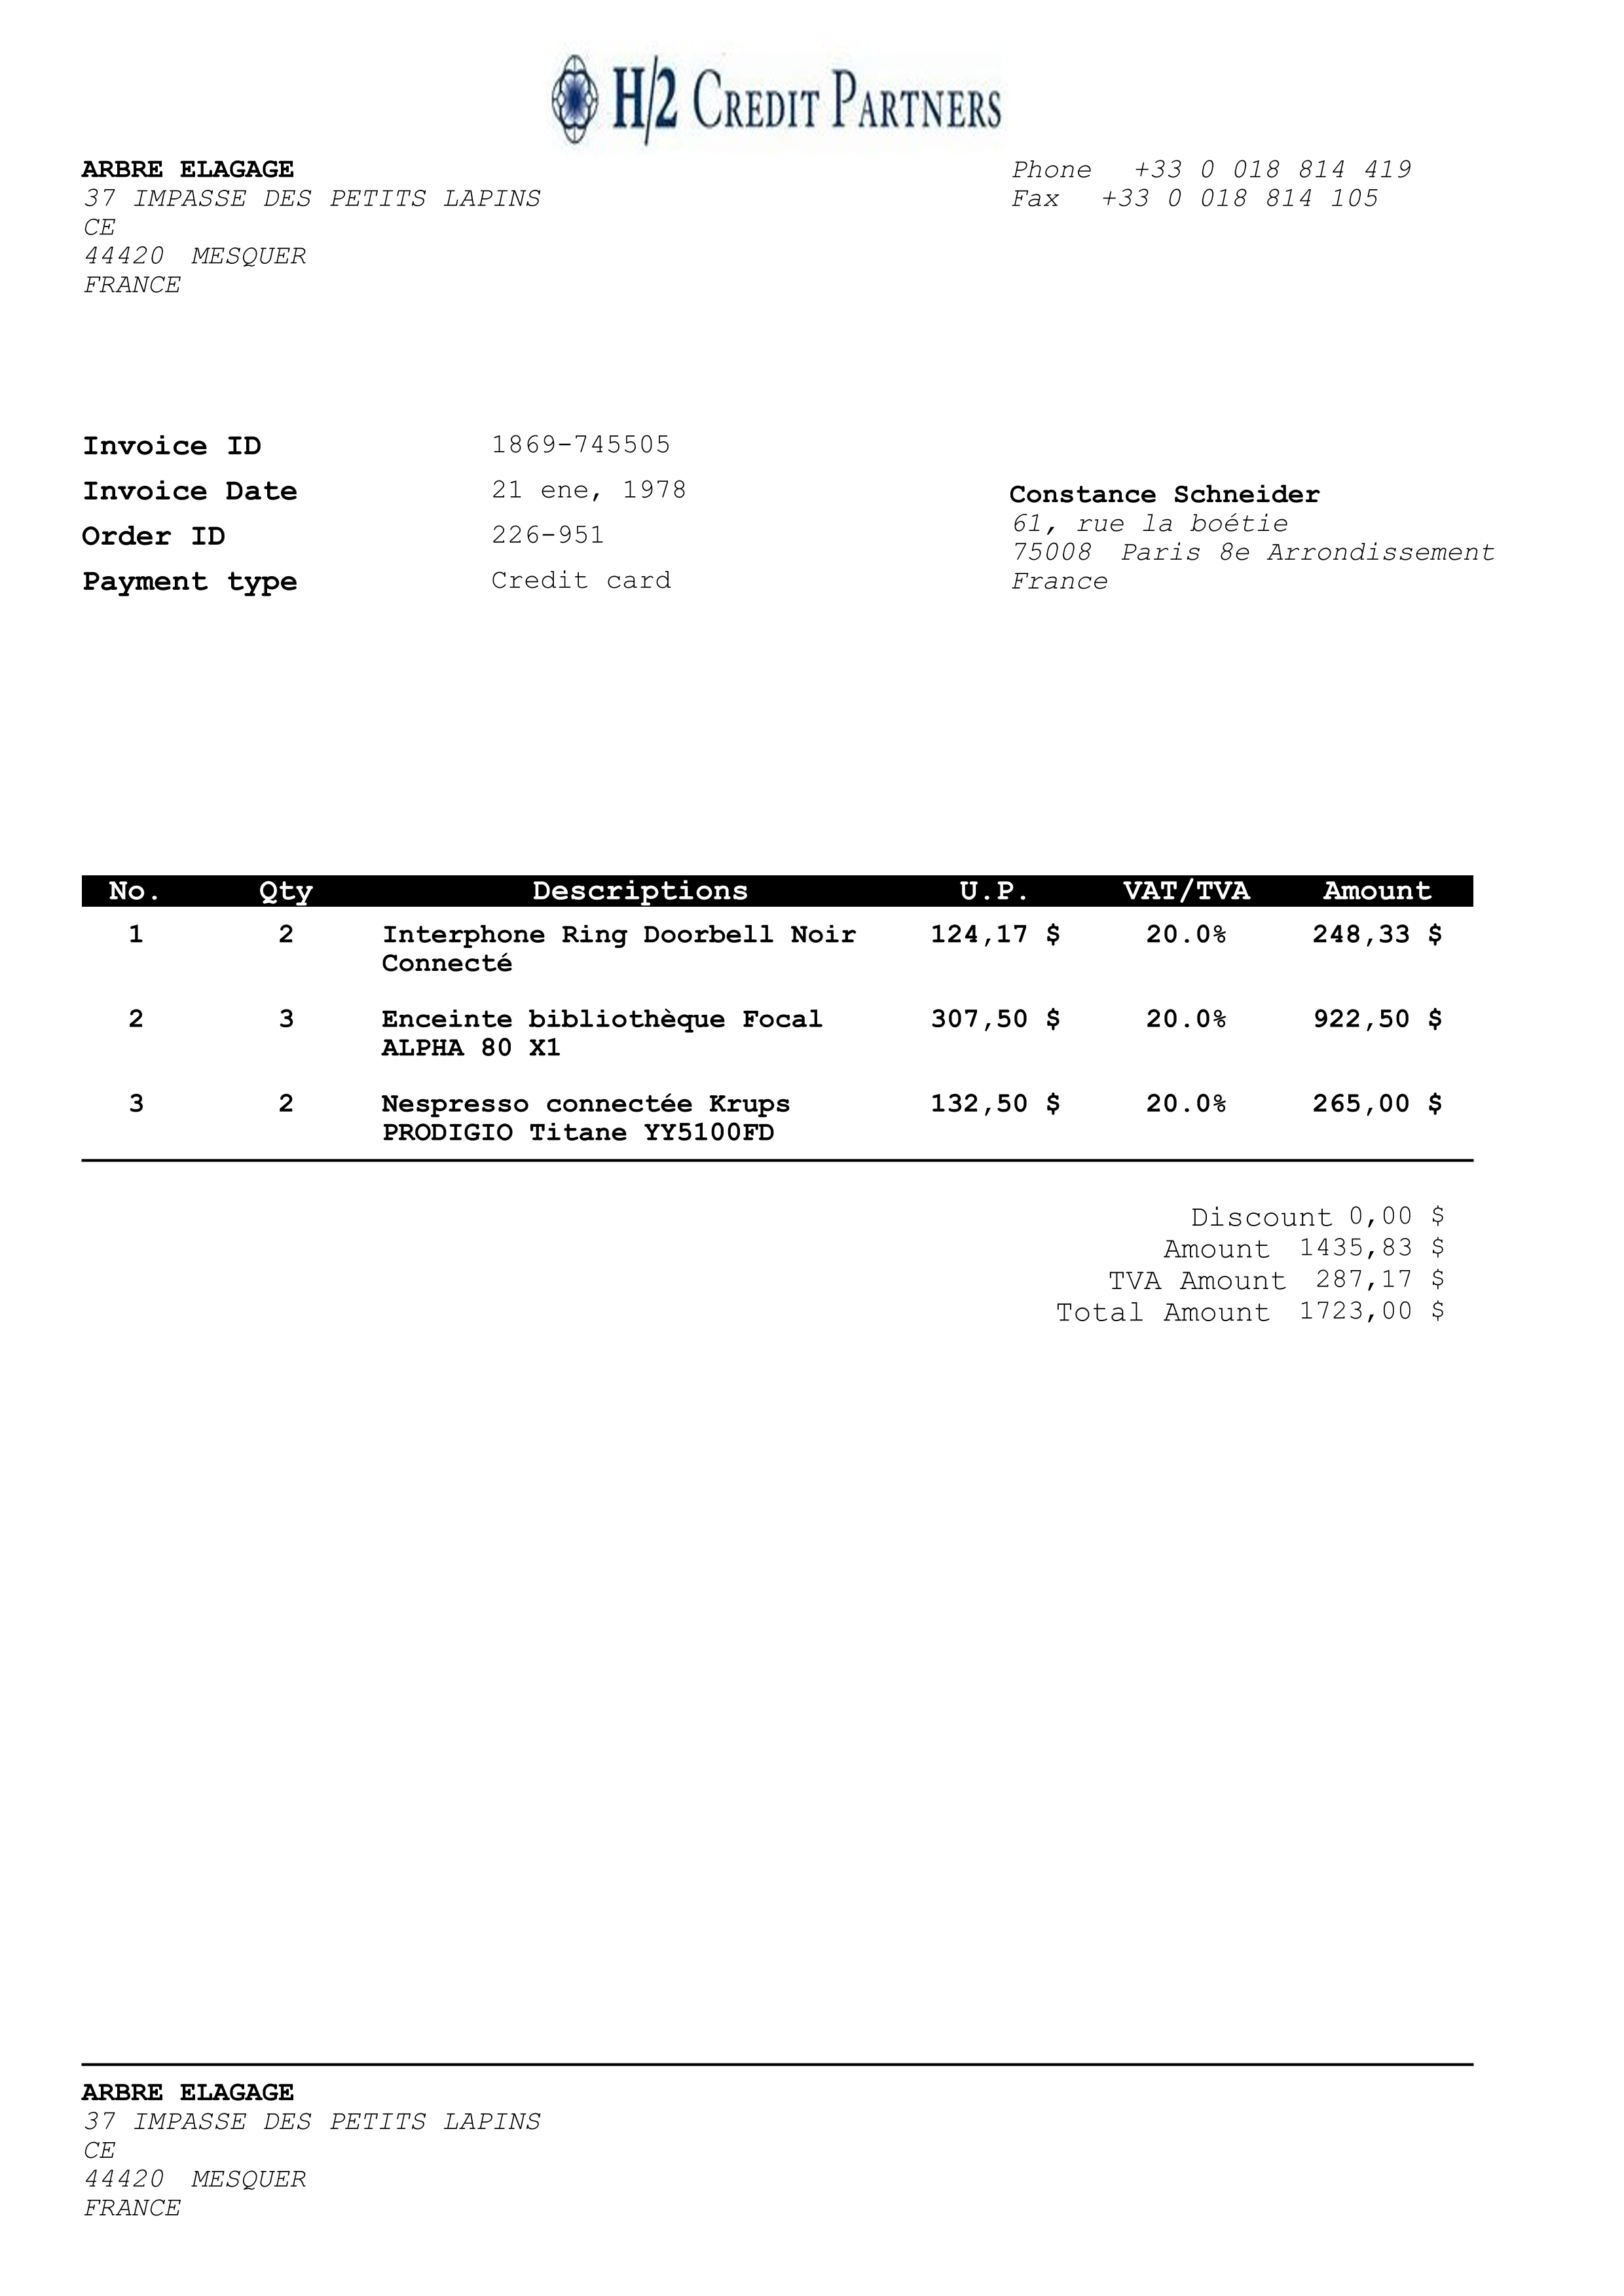 H/2 CREDIT PARTNERS
ARBRE ELAGAGE
37 IMPASSE DES PETITS LAPINS
CE
44420 MESQUER
FRANCE
Phone +33 0 018 814 419
Fax +33 0 018 814 105
Invoice ID 1869-745505
Invoice Date 21 ene, 1978
Order ID 226-951
Payment type Credit card
Constance Schneider
61, rue la boétie
75008 Paris 8e Arrondissement
France
No. Qty Descriptions U.P. VAT/TVA Amount
1 2 Interphone Ring Doorbell Noir 124,17 $ 20.0% 248,33 $
Connecté
2 3 Enceinte bibliothèque Focal 307,50 $ 20.0% 922,50 $
ALPHA 80 X1
3 2 Nespresso connectée Krups 132,50 $ 20.0% 265,00 $
PRODIGIO Titane YY5100FD
Discount 0,00 $
Amount 1435,83 $
TVA Amount 287,17 $
Total Amount 1723,00 $
ARBRE ELAGAGE
37 IMPASSE DES PETITS LAPINS
CE
44420 MESQUER
FRANCE